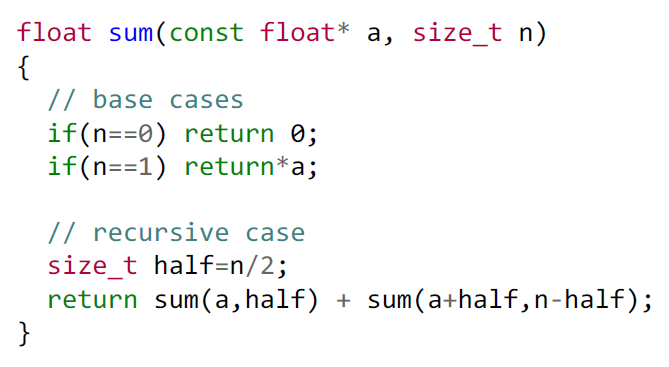 float sum(const float* a, size_t n)
{
  // base cases
  if(n==0) return 0;
  if(n==1) return*a;

  // recursive case
  size_t half=n/2;
  return sum(a,half) + sum(a+half,n-half);
}